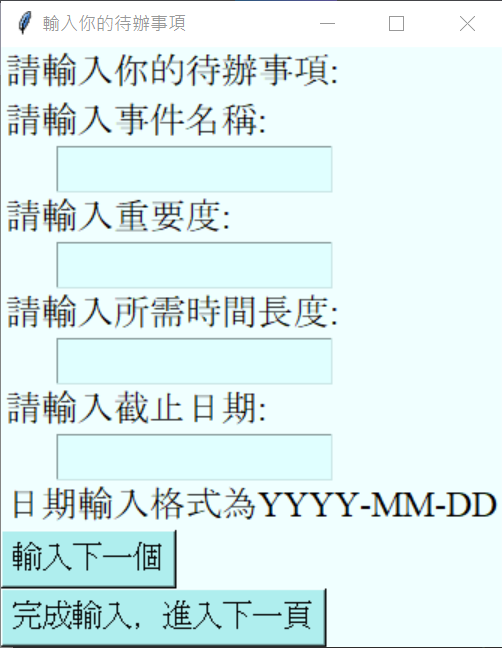 輸入你的待辦事項
請輸入你的待辦事項:
請輸入事件名稱:
請輸入重要度:
請輸入所需時間長度:
請輸入截止日期:
日期輸入格式為YYYY-MM-DD
輸入下一個
完成輸入，進入下一頁